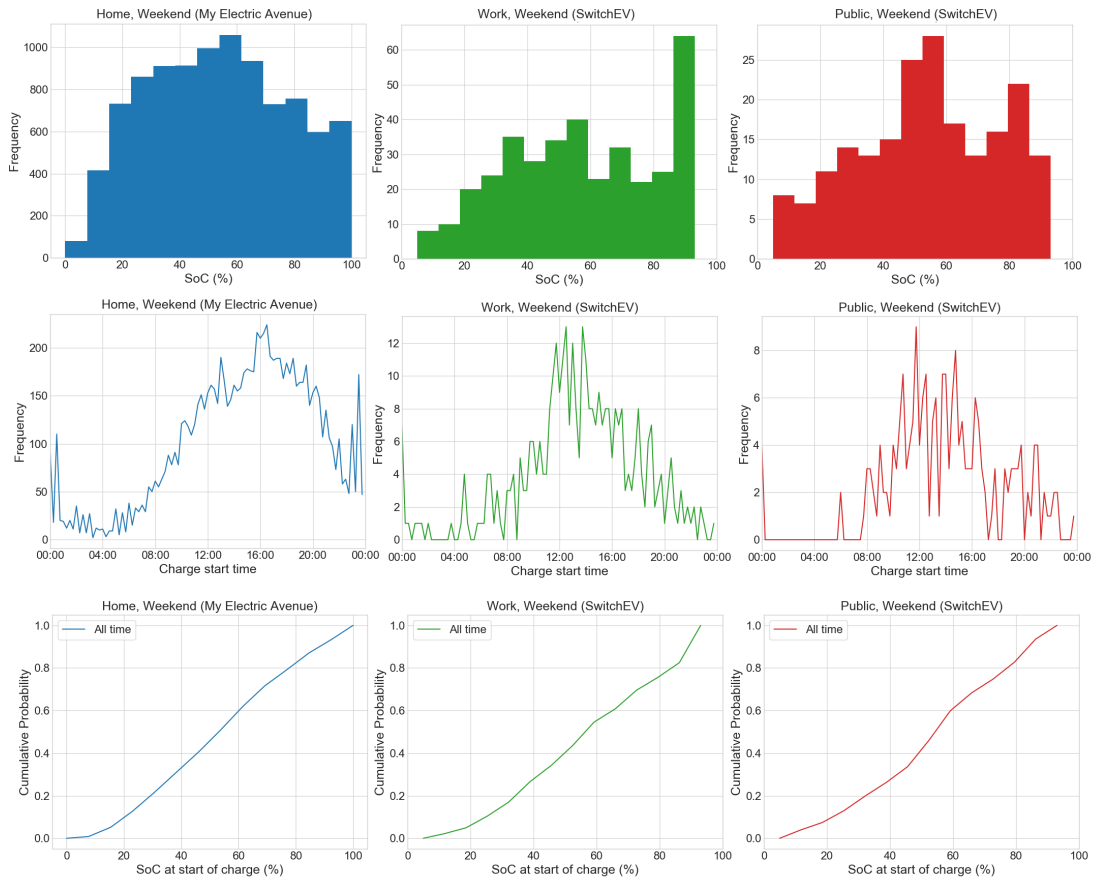 Home, Weekend (My Electric Avenue)
1000
800
600
400
200
0
Frequency
0 20 40 60 80 100
SoC (%)
Work, Weekend (SwitchEV)
60
50
40
30
20
10
0
Frequency
0 20 40 60 80 100
SoC (%)
Public, Weekend (SwitchEV)
25
20
15
10
5
0
Frequency
0 20 40 60 80 100
SoC (%)
Home, Weekend (My Electric Avenue)
200
150
100
50
0
Frequency
00:00 04:00 08:00 12:00 16:00 20:00 00:00
Charge start time
Work, Weekend (SwitchEV)
12
10
8
6
4
2
0
Frequency
00:00 04:00 08:00 12:00 16:00 20:00 00:00
Charge start time
Public, Weekend (SwitchEV)
8
6
4
2
0
Frequency
00:00 04:00 08:00 12:00 16:00 20:00 00:00
Charge start time
Home, Weekend (My Electric Avenue)
All time
1.0
0.8
0.6
0.4
0.2
0.0
Cumulative Probability
0 20 40 60 80 100
SoC at start of charge (%)
Work, Weekend (SwitchEV)
All time
1.0
0.8
0.6
0.4
0.2
0.0
Cumulative Probability
0 20 40 60 80 100
SoC at start of charge (%)
Public, Weekend (SwitchEV)
All time
1.0
0.8
0.6
0.4
0.2
0.0
Cumulative Probability
0 20 40 60 80 100
SoC at start of charge (%)